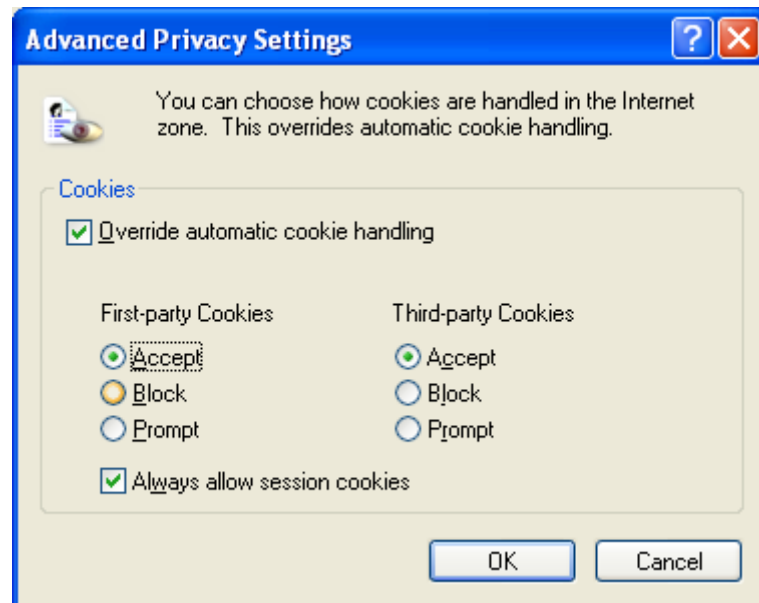 Advanced Privacy Settings
You can choose how cookies are handled in the Internet
zone. This overrides automatic cookie handling.
Cookies
Override automatic cookie handling
First-party Cookies
Third-party Cookies
Accept
Accept
Block
Block
Prompt
Prompt
Always allow session cookies
OK
Cancel